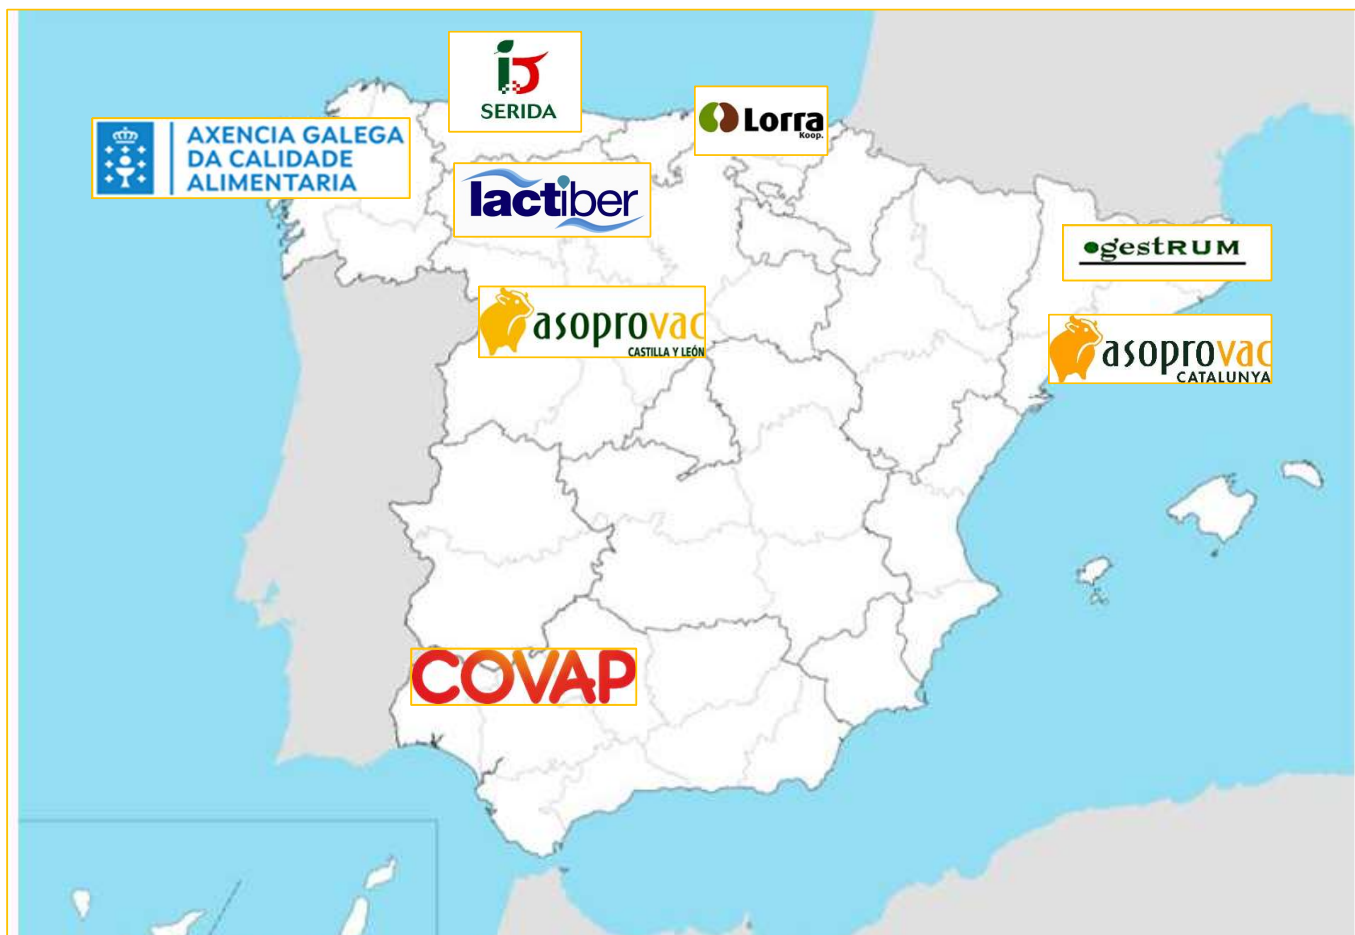 SERIDA
Lorra
Koop.
AXENCIA GALEGA
DA CALIDADE
ALIMENTARIA
lactiber
gestRUM
asoprovac
CASTILLA Y LEÓN
asoprovac
CATALUNYA
COVAP